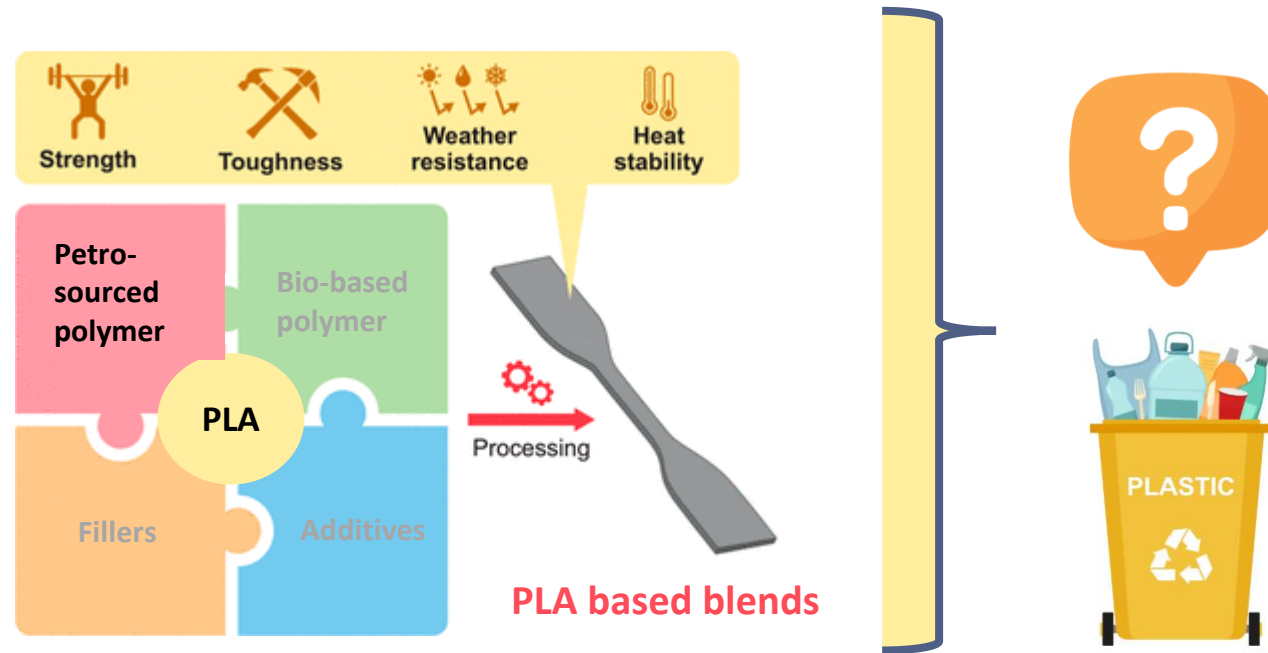 Strength
Toughness
Weather
resistance
Heat
stability
Petro-
sourced
polymer
Bio-based
polymer
PLA
Fillers
Additives
Processing
PLA based blends
?
PLASTIC